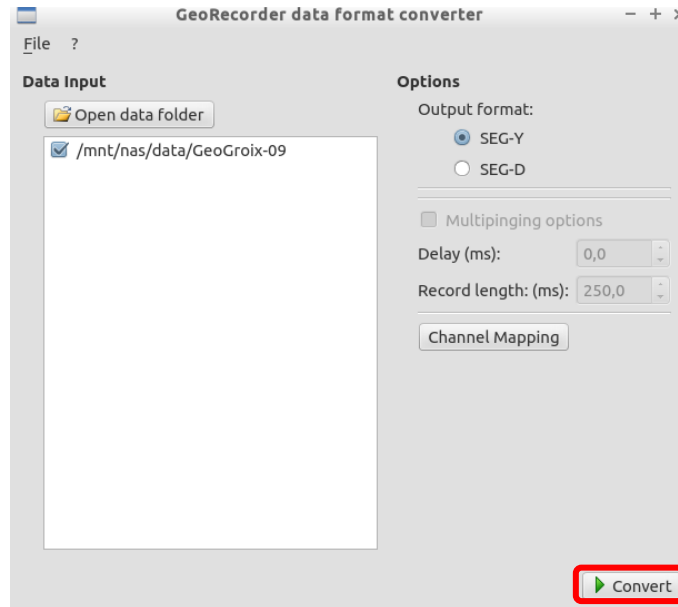 GeoRecorder data format converter
File ?
Data Input
Open data folder
/mnt/nas/data/GeoGroix-09
Options
Output format:
SEG-Y
SEG-D
Multipinging options
Delay (ms): 0,0
Record length: (ms): 250,0
Channel Mapping
Convert